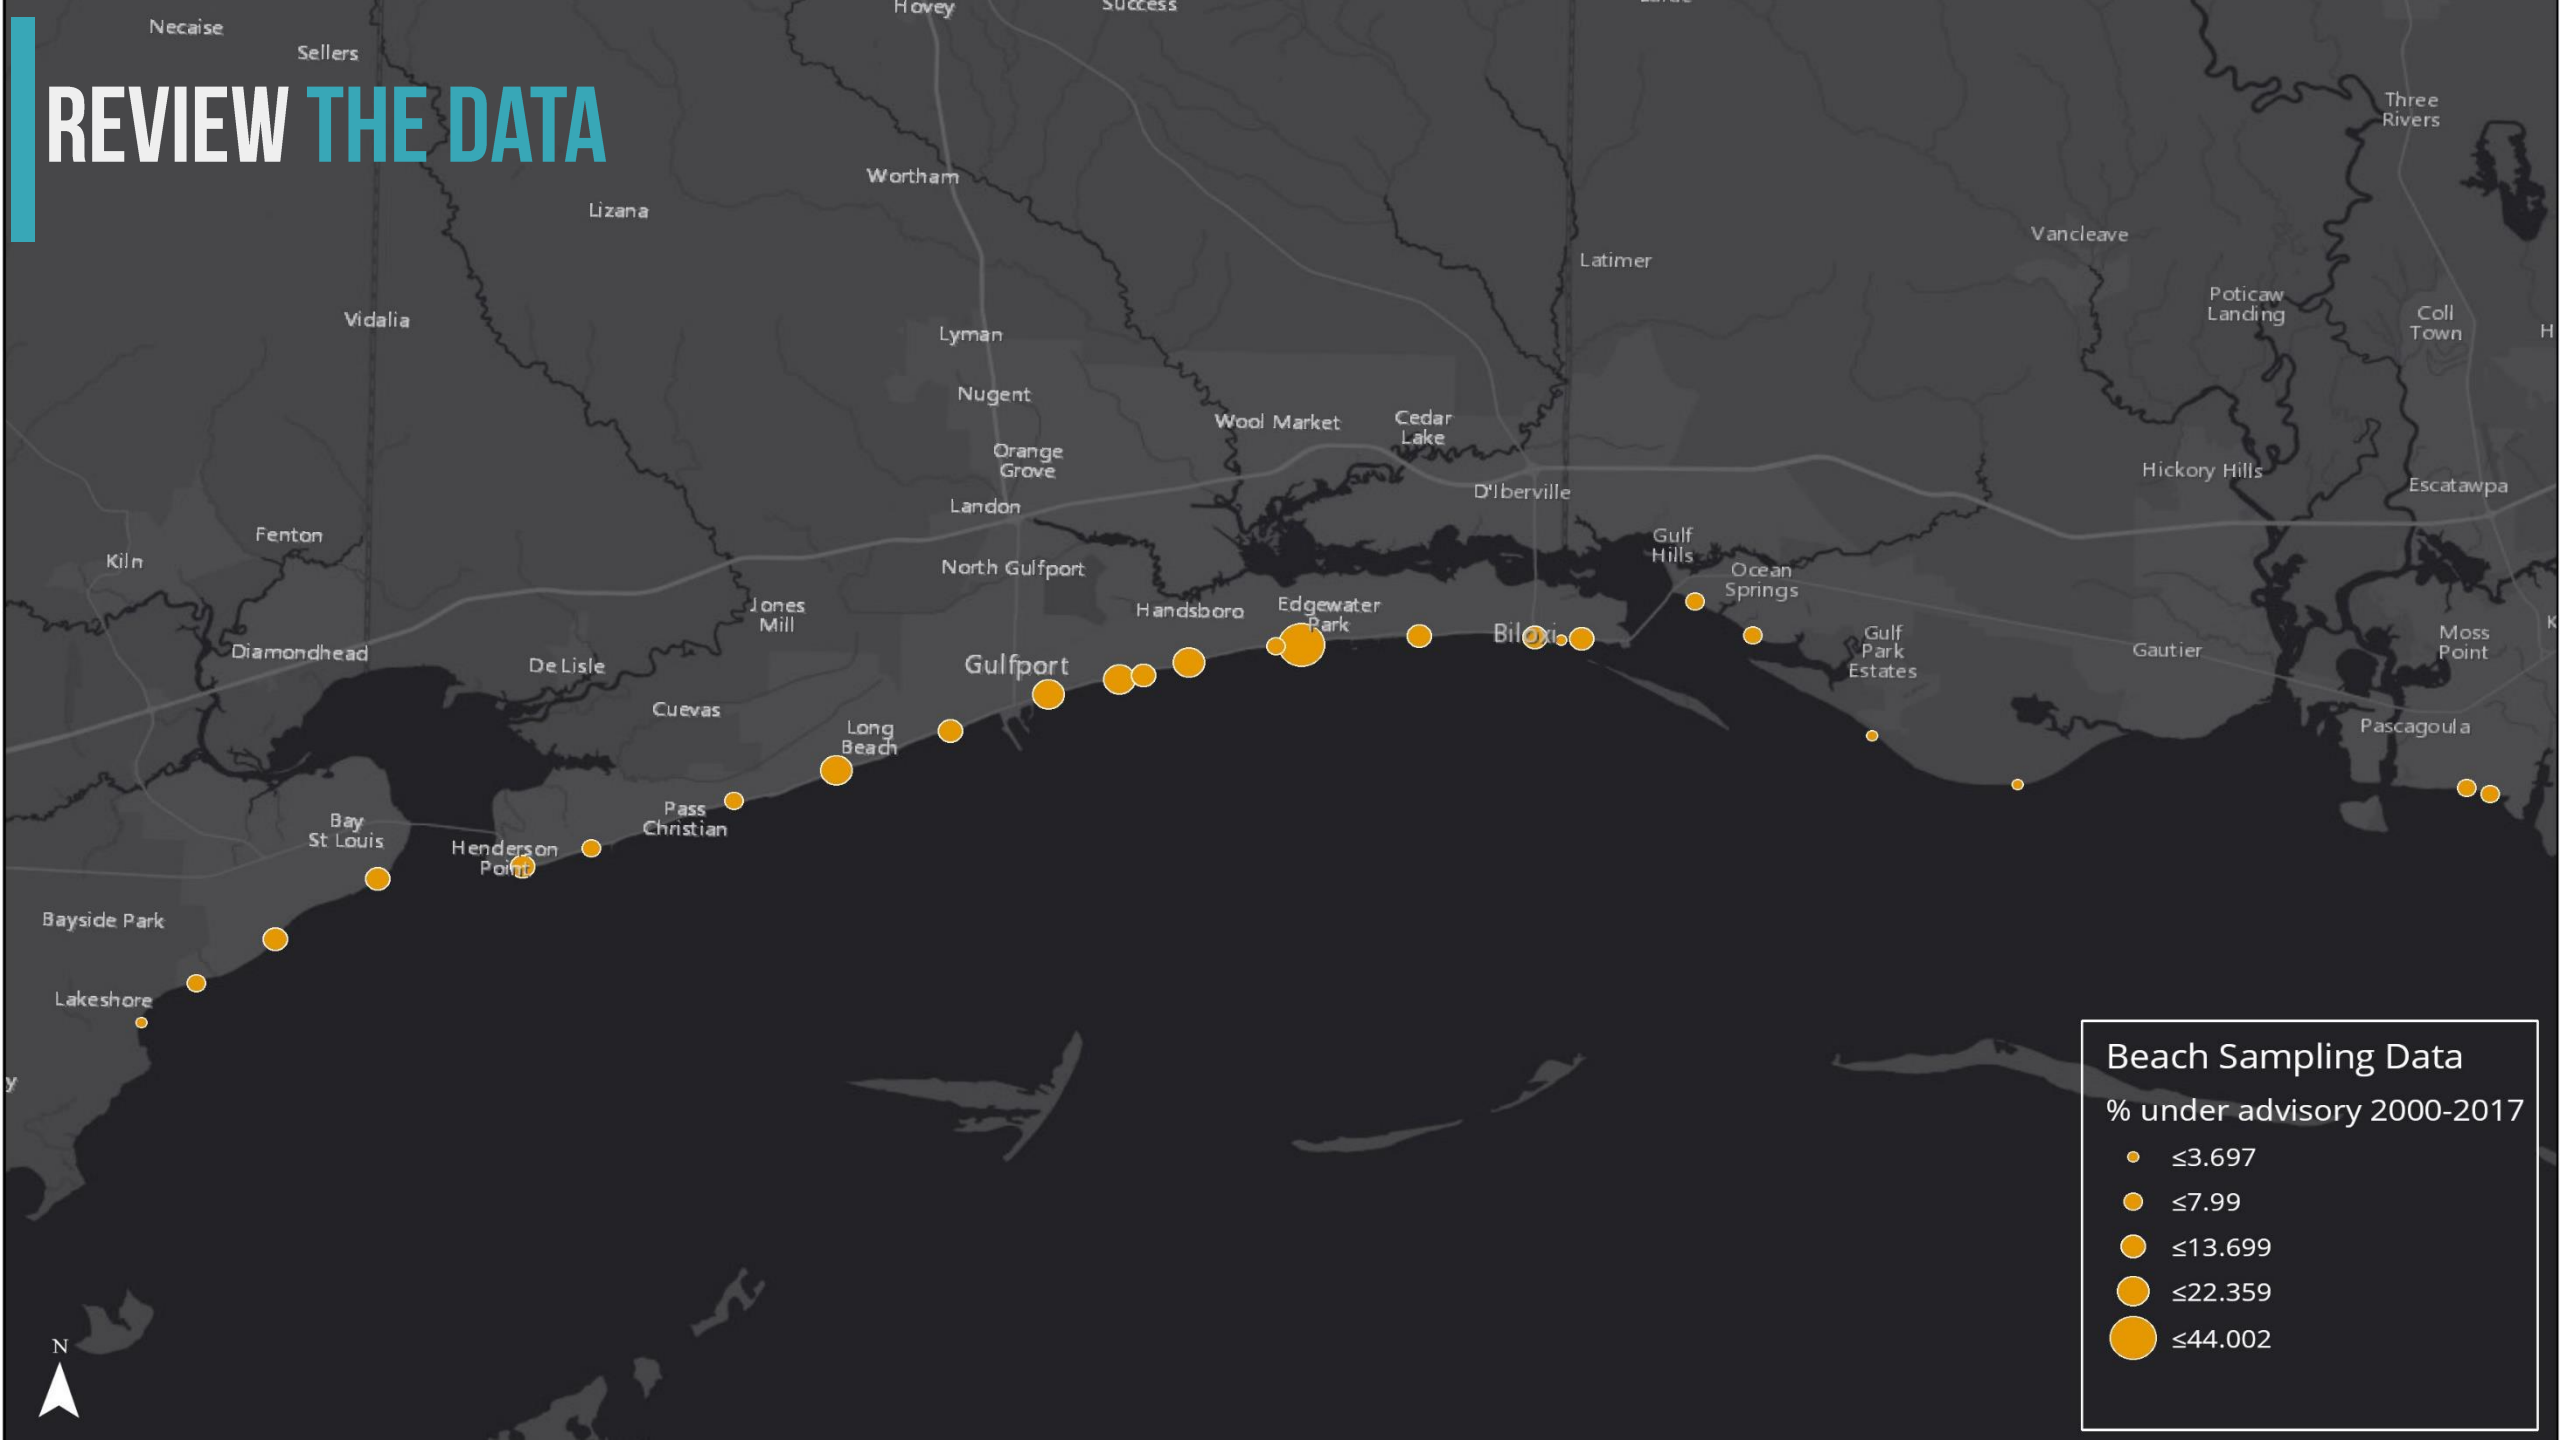 Hovey
Success
Necaise
Sellers
REVIEW THE DATA
Three
Rivers
Wortham
Lizana
Vancleave
Latimer
Poticaw
Landing
Coll
Town
Vidalia
H
Lyman
Nugent
Wool Market
Cedar
Lake
Orange
Grove
Hickory Hills
Escatawpa
D'Iberville
Landon
Fenton
Gulf
Hills
Kiln
North Gulfport
Ocean
Springs
Jones
Mill
Handsboro
Edgewater
Park
Biloxi
Gulf
Park
Estates
Moss
Point
K
Diamondhead
De Lisle
Gulfport
Gautier
Cuevas
Long
Beach
Pascagoula
Pass
Christian
Bay
St Louis
Henderson
Point
Bayside Park
Lakeshore
y
Beach Sampling Data
% under advisory 2000-2017
≤3.697
≤7.99
≤13.699
≤22.359
≤44.002
N